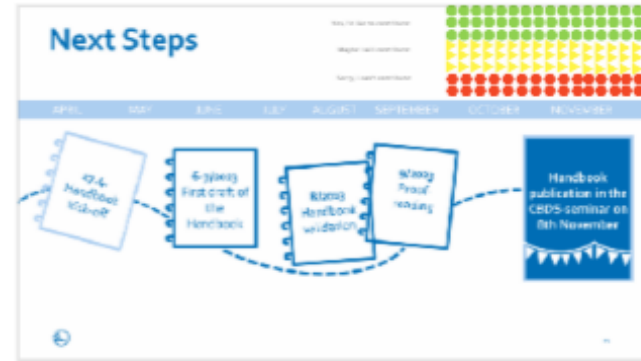 Next Steps
APRIL MAY JUNE JULY AUGUST SEPTEMBER OCTOBER NOVEMBER
Handbook
Kickoff
First draft of
the
Handbook
Handbook
validation
Proof
reading
Handbook
publication in the
CBDS-seminar on
8th November